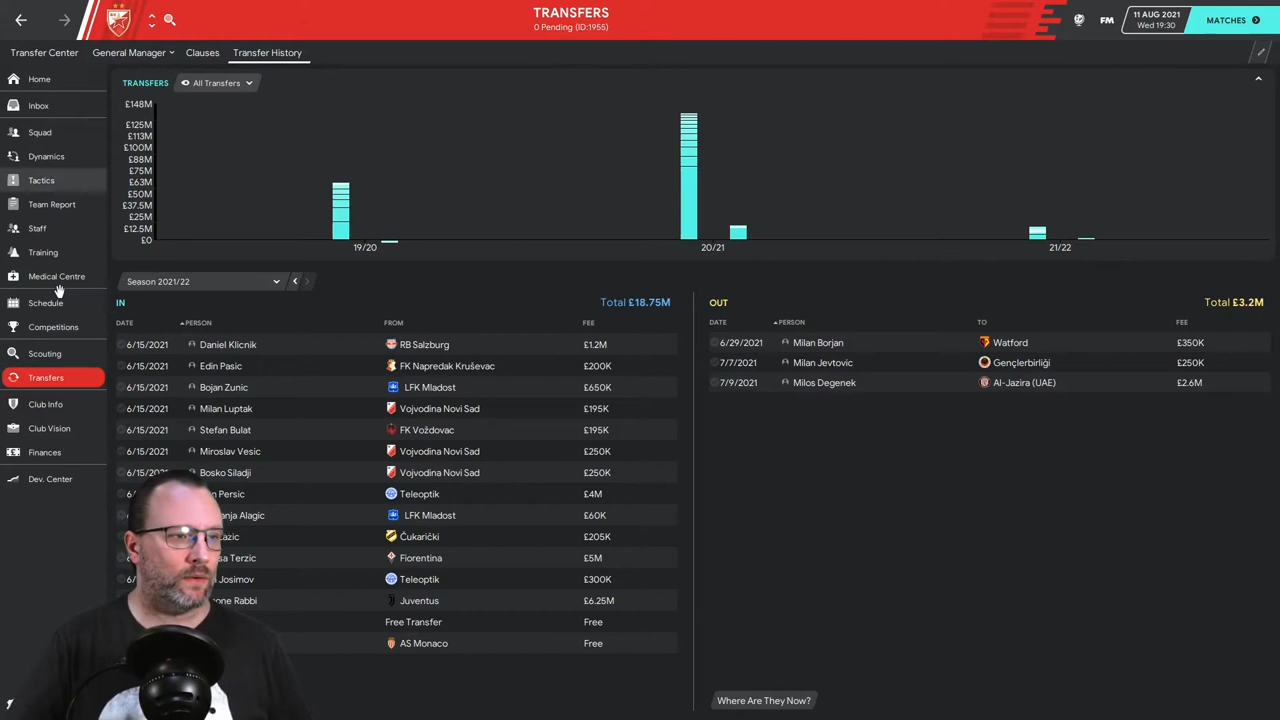 TRANSFERS
0 Pending (ID:1955)
FM
11 AUG 2021
Wed 19:30
MATCHES
Transfer Center
General Manager
Clauses
Transfer History
Home
Inbox
Squad
Dynamics
Tactics
Team Report
Staff
Training
Medical Centre
Schedule
Competitions
Scouting
Transfers
Club Info
Club Vision
Finances
Dev. Center
TRANSFERS All Transfers
£148M
£125M
£113M
£100M
£88M
£75M
£63M
£50M
£37.5M
£25M
£12.5M
£0
19/20 20/21 21/22
Season 2021/22
IN Total £18.75M
DATE PERSON FROM FEE
6/15/2021 Daniel Klicnik RB Salzburg £1.2M
6/15/2021 Edin Pasic FK Napredak Kruševac £200K
6/15/2021 Bojan Zunic LFK Mladost £650K
6/15/2021 Milan Luptak Vojvodina Novi Sad £195K
6/15/2021 Stefan Bulat FK Voždovac £195K
6/15/2021 Miroslav Vesic Vojvodina Novi Sad £250K
6/15/2021 Bosko Siladji Vojvodina Novi Sad £250K
Persic Teleoptik £4M
Alagic LFK Mladost £60K
Čukarički £205K
Terzic Fiorentina £5M
Josimov Teleoptik £300K
Rabbi Juventus £6.25M
Free Transfer Free
AS Monaco Free
OUT Total £3.2M
DATE PERSON TO FEE
6/29/2021 Milan Borjan Watford £350K
7/7/2021 Milan Jevtovic Gençlerbirliği £250K
7/9/2021 Milos Degenek Al-Jazira (UAE) £2.6M
Where Are They Now?